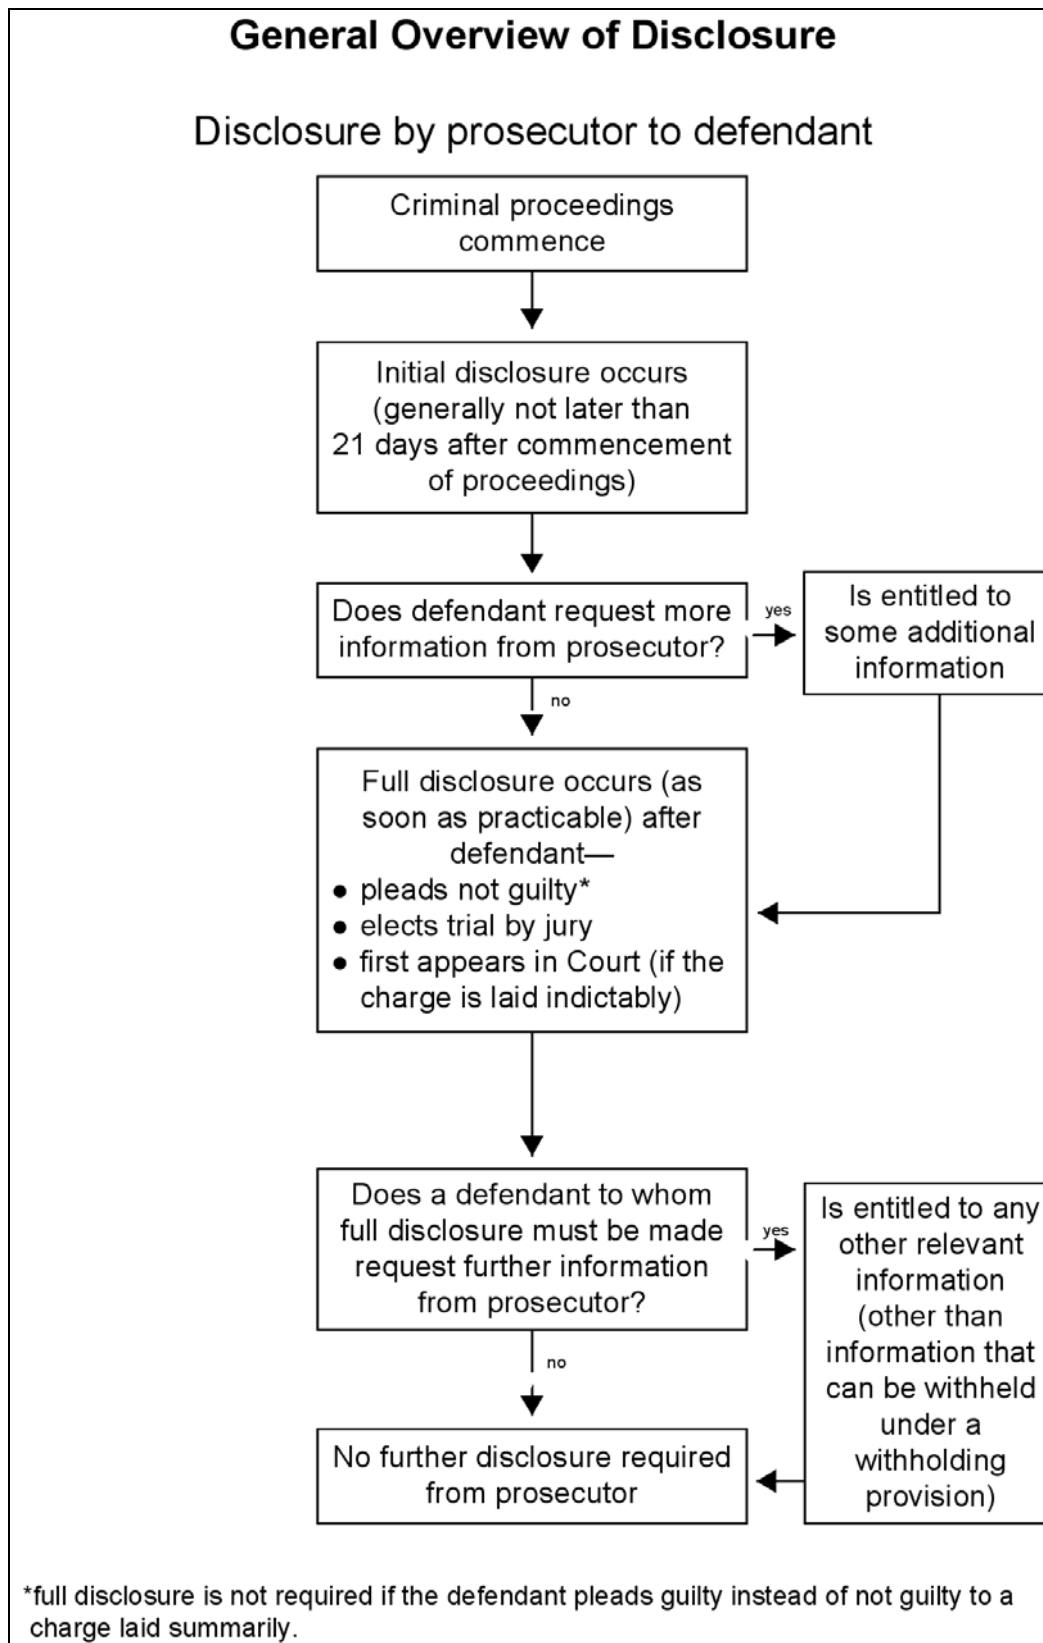 General Overview of Disclosure
Disclosure by prosecutor to defendant
Criminal proceedings
commence
Initial disclosure occurs
(generally not later than
21 days after commencement
of proceedings)
Does defendant request more
information from prosecutor?
yes
Is entitled to
some additional
information
no
Full disclosure occurs (as
soon as practicable) after
defendant—
● pleads not guilty*
● elects trial by jury
● first appears in Court (if the
charge is laid indictably)
Does a defendant to whom
full disclosure must be made
request further information
from prosecutor?
yes
Is entitled to any
other relevant
information
(other than
information that
can be withheld
under a
withholding
provision)
no
No further disclosure required
from prosecutor
*full disclosure is not required if the defendant pleads guilty instead of not guilty to a
charge laid summarily.